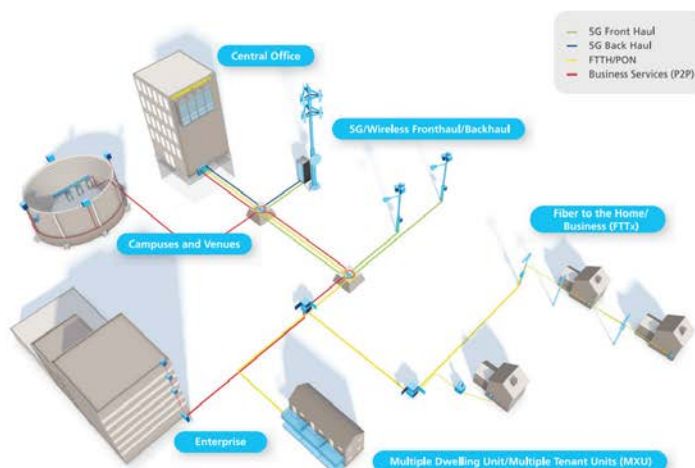 5G Front Haul
5G Back Haul
FTTH/PON
Business Services (P2P)
Central Office
5G/Wireless Fronthaul/Backhaul
Fiber to the Home/
Business (FTTx)
Campuses and Venues
Enterprise
Multiple Dwelling Unit/Multiple Tenant Units (MXU)